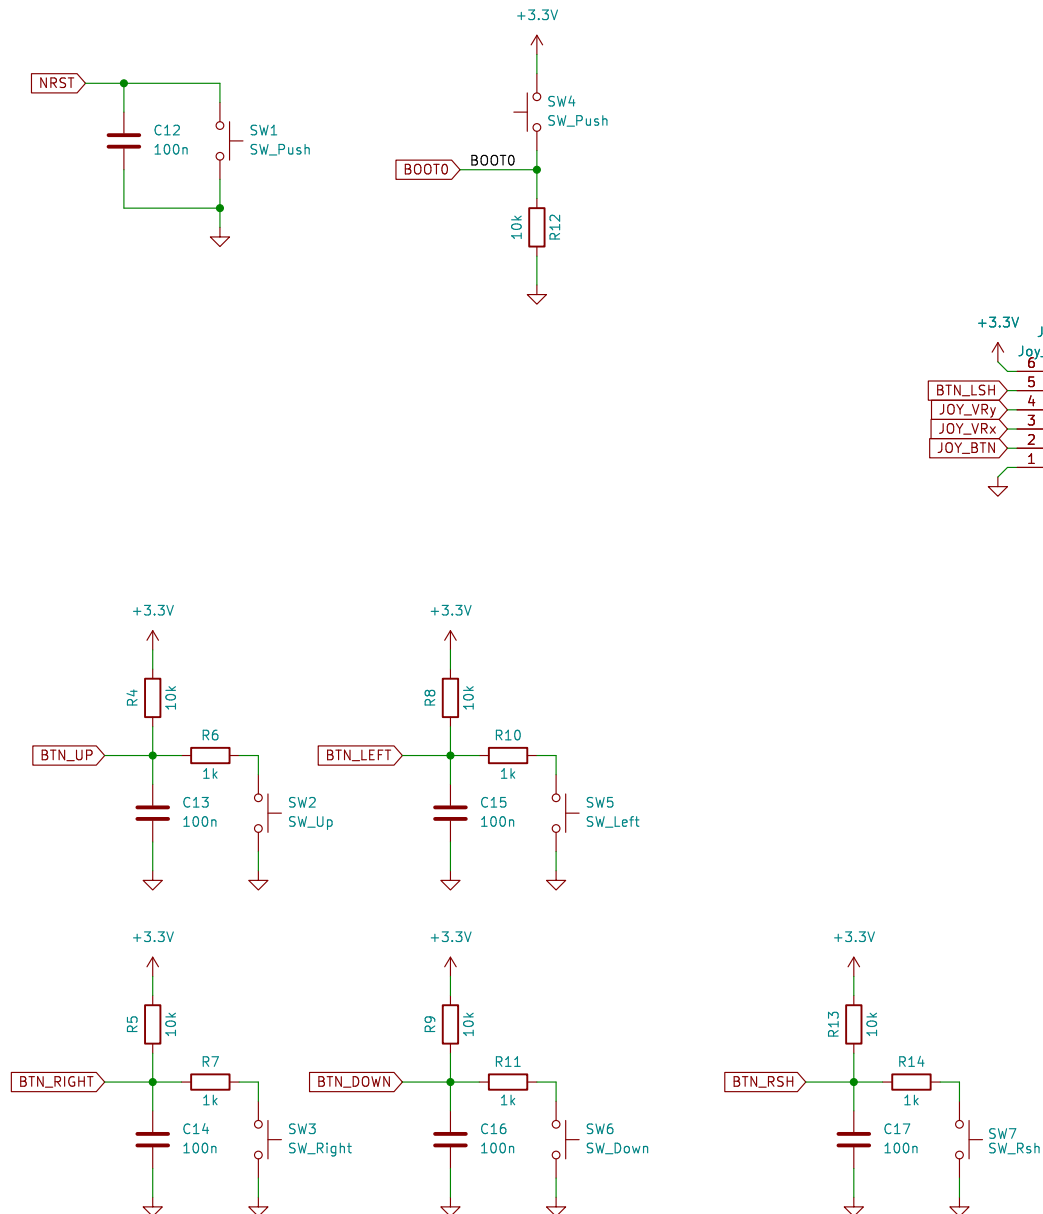 +3.3V
NRST
C12
100n
SW1
SW_Push
SW4
SW_Push
BOOT0
BOOT0
10k
R12
+3.3V
J
Joy_
6
BTN_LSH
5
JOY_VRy
4
JOY_VRx
3
JOY_BTN
2
1
+3.3V
R4
10k
BTN_UP
R6
1k
C13
100n
SW2
SW_Up
+3.3V
R8
10k
BTN_LEFT
R10
1k
C15
100n
SW5
SW_Left
+3.3V
R5
10k
BTN_RIGHT
R7
1k
C14
100n
SW3
SW_Right
+3.3V
R9
10k
BTN_DOWN
R11
1k
C16
100n
SW6
SW_Down
+3.3V
R13
10k
BTN_RSH
R14
1k
C17
100n
SW7
SW_Rsh